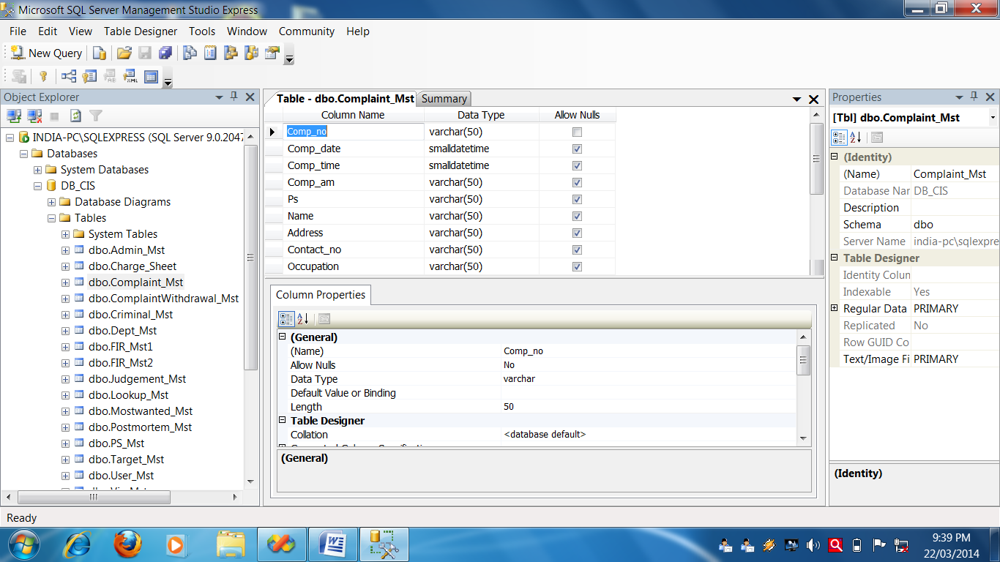 Microsoft SQL Server Management Studio Express
File Edit View Table Designer Tools Window Community Help
New Query
Object Explorer
INDIA-PC\SQLEXPRESS (SQL Server 9.0.2047
Databases
System Databases
DB_CIS
Database Diagrams
Tables
System Tables
dbo.Admin_Mst
dbo.Charge_Sheet
dbo.Complaint_Mst
dbo.ComplaintWithdrawal_Mst
dbo.Criminal_Mst
dbo.Dept_Mst
dbo.FIR_Mst1
dbo.FIR_Mst2
dbo.Judgement_Mst
dbo.Lookup_Mst
dbo.Mostwanted_Mst
dbo.Postmortem_Mst
dbo.PS_Mst
dbo.Target_Mst
dbo.User_Mst
Table - dbo.Complaint_Mst Summary
Column Name Data Type Allow Nulls
Comp_no varchar(50)
Comp_date smalldatetime
Comp_time smalldatetime
Comp_am varchar(50)
Ps varchar(50)
Name varchar(50)
Address varchar(50)
Contact_no varchar(50)
Occupation varchar(50)
Column Properties
(General)
(Name) Comp_no
Allow Nulls No
Data Type varchar
Default Value or Binding
Length 50
Table Designer
Collation <database default>
(General)
Properties
[Tbl] dbo.Complaint_Mst
(Identity)
(Name) Complaint_Mst
Database Nar DB_CIS
Description
Schema dbo
Server Name india-pc\sqlexpre
Table Designer
Identity Colun
Indexable Yes
Regular Data PRIMARY
Replicated No
Row GUID Co
Text/Image Fi PRIMARY
(Identity)
Ready
9:39 PM
22/03/2014